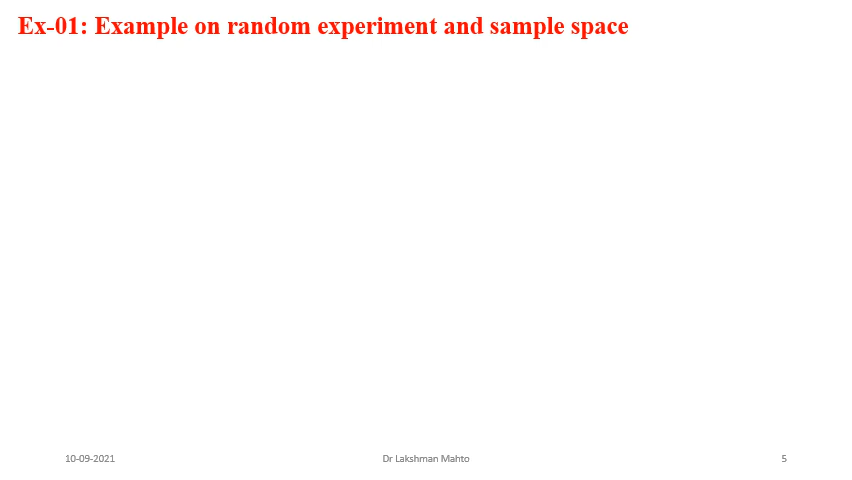 Ex-01: Example on random experiment and sample space
10-09-2021
Dr Lakshman Mahto
5